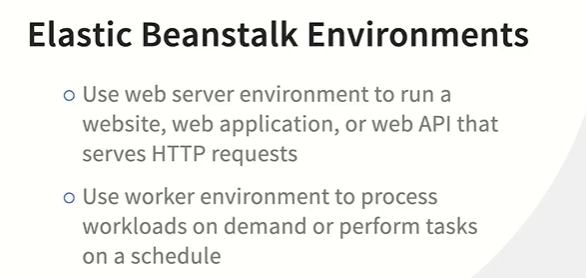 Elastic Beanstalk Environments
Use web server environment to run a
website, web application, or web API that
serves HTTP requests
Use worker environment to process
workloads on demand or perform tasks
on a schedule